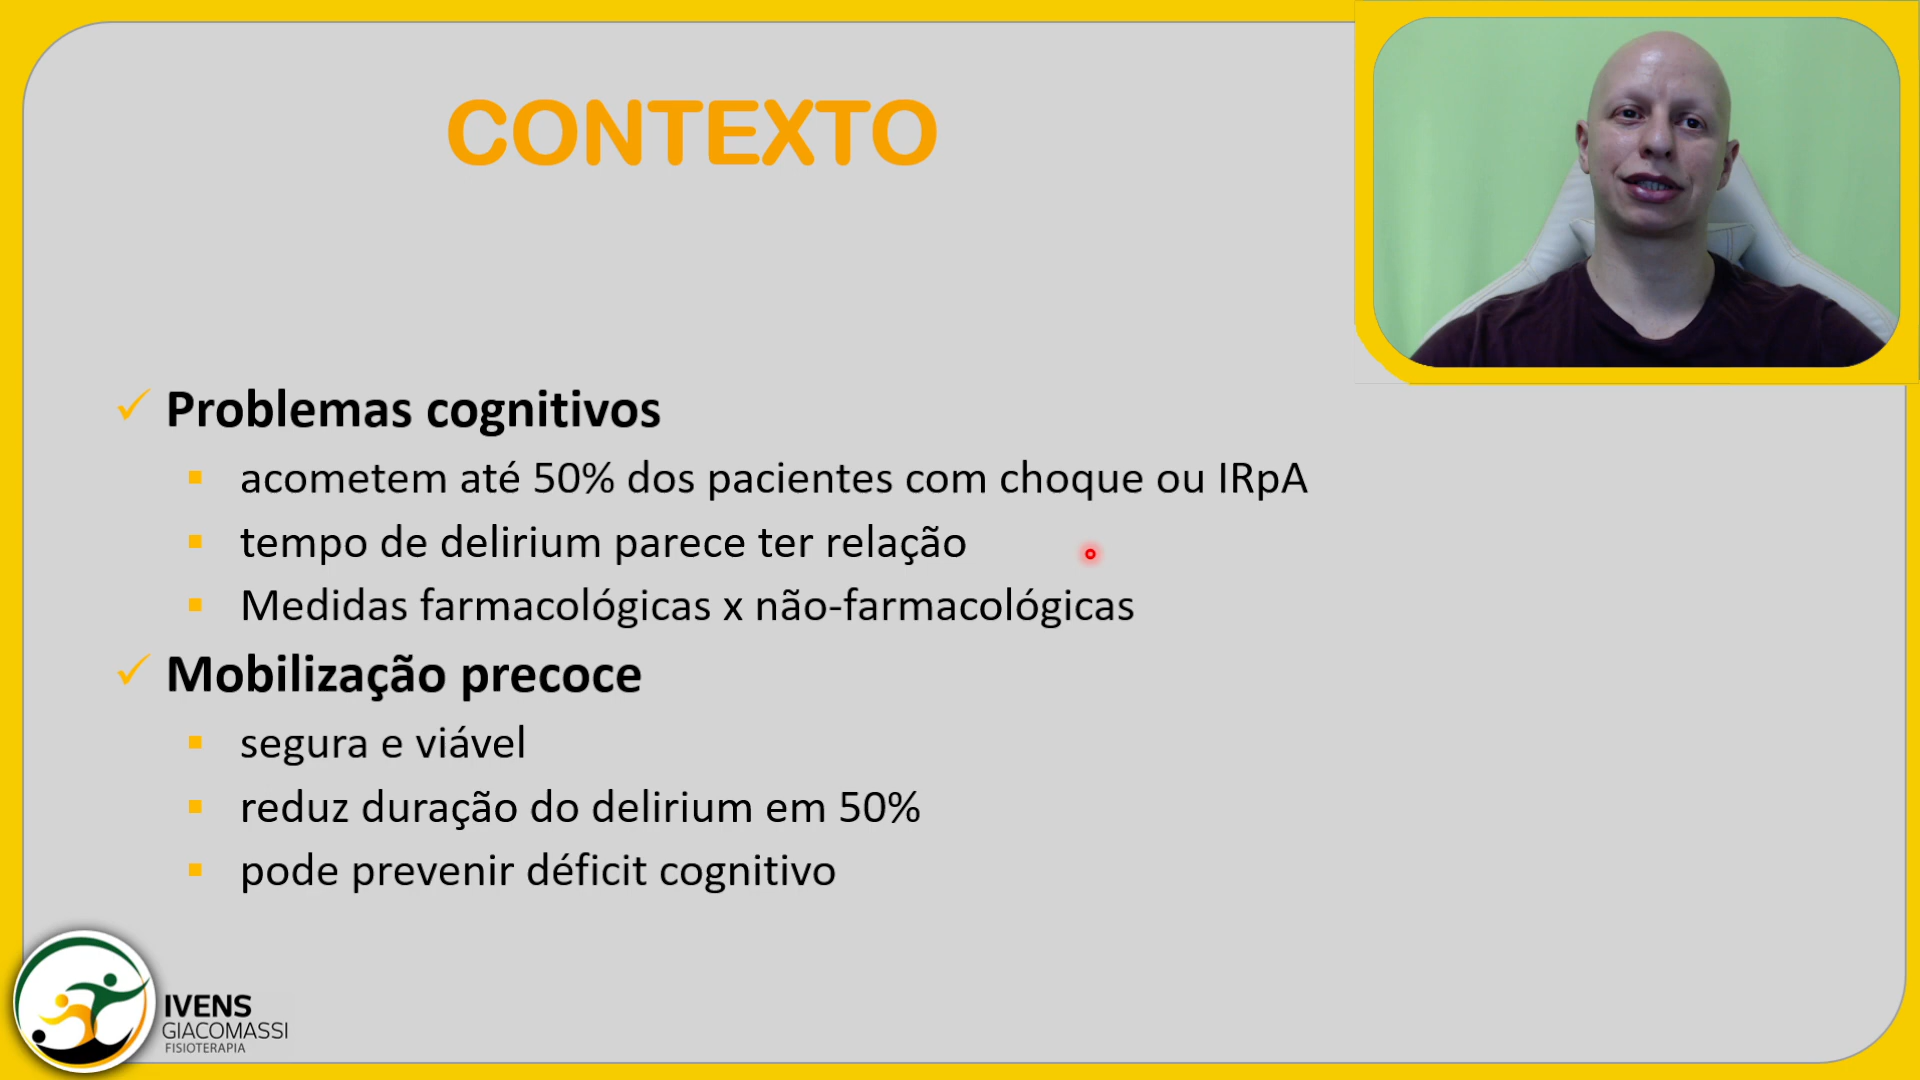 CONTEXTO
Problemas cognitivos
acometem até 50% dos pacientes com choque ou IRpA
tempo de delirium parece ter relação
Medidas farmacológicas x não-farmacológicas
Mobilização precoce
segura e viável
reduz duração do delirium em 50%
pode prevenir déficit cognitivo
IVENS
GIACOMASSI
FISIOTERAPIA